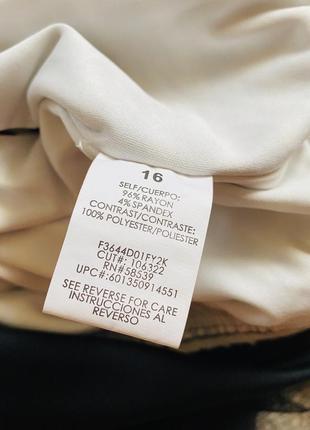 16
SELF/CUERPO:
96% RAYON
4% SPANDEX
CONTRAST/CONTRASTE:
100% POLYESTER/POLIESTER
F3644D01FY2K
CUT#: 106322
RN#58539
UPC#:601350914551
SEE REVERSE FOR CARE
INSTRUCCIONES AL
REVERSO